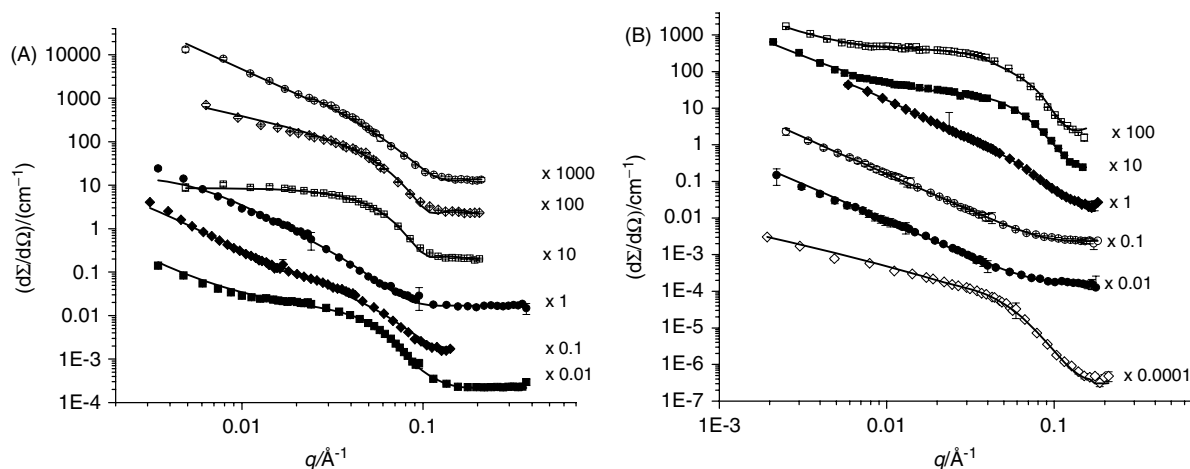 (A)
(dΣ/dΩ)/(cm⁻¹)
10000
1000
100
10
1
0.1
0.01
1E-3
1E-4
0.01
0.1
q/Å⁻¹
x 1000
x 100
x 10
x 1
x 0.1
x 0.01
(B)
(dΣ/dΩ)/(cm⁻¹)
1000
100
10
1
0.1
0.01
1E-3
1E-4
1E-5
1E-6
1E-7
1E-3
0.01
0.1
1
q/Å⁻¹
x 100
x 10
x 1
x 0.1
x 0.01
x 0.0001